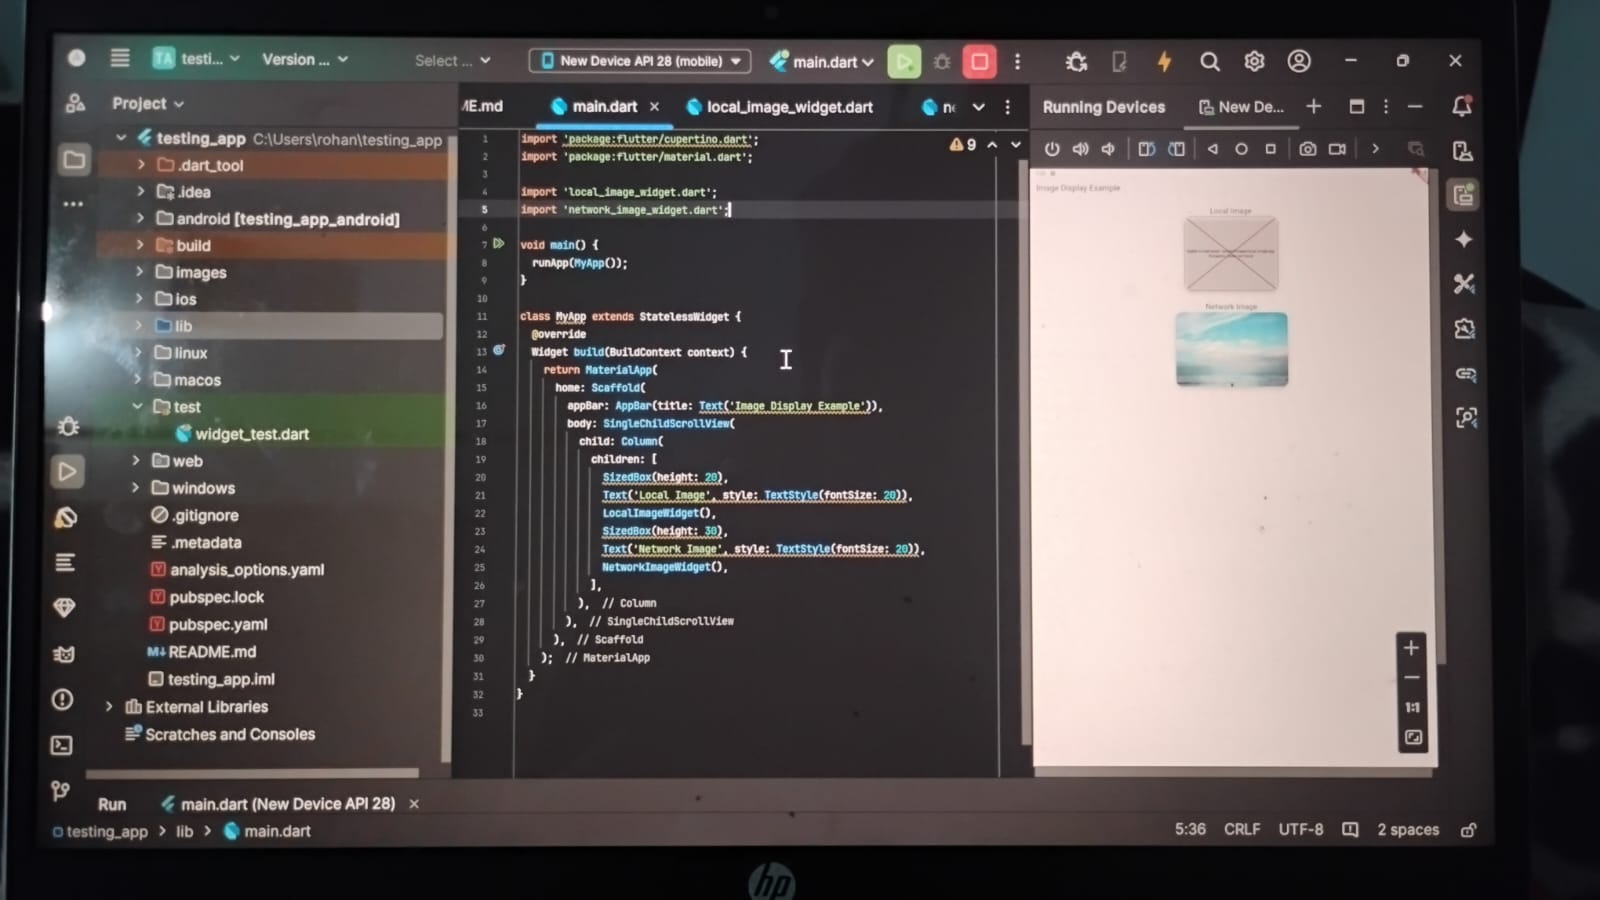 TA testi... Version ... Select ... New Device API 28 (mobile) main.dart
Project
testing_app C:\Users\rohan\testing_app
.dart_tool
.idea
android [testing_app_android]
build
images
ios
lib
linux
macos
test
widget_test.dart
web
windows
.gitignore
.metadata
analysis_options.yaml
pubspec.lock
pubspec.yaml
M↓ README.md
testing_app.iml
External Libraries
Scratches and Consoles
ME.md main.dart local_image_widget.dart ne
9
1 import 'package:flutter/cupertino.dart';
2 import 'package:flutter/material.dart';
3
4 import 'local_image_widget.dart';
5 import 'network_image_widget.dart';
6
7 void main() {
8 runApp(MyApp());
9 }
10
11 class MyApp extends StatelessWidget {
12 @override
13 Widget build(BuildContext context) {
14 return MaterialApp(
15 home: Scaffold(
16 appBar: AppBar(title: Text('Image Display Example')),
17 body: SingleChildScrollView(
18 child: Column(
19 children: [
20 SizedBox(height: 20),
21 Text('Local Image', style: TextStyle(fontSize: 20)),
22 LocalImageWidget(),
23 SizedBox(height: 30),
24 Text('Network Image', style: TextStyle(fontSize: 20)),
25 NetworkImageWidget(),
26 ],
27 ), // Column
28 ), // SingleChildScrollView
29 ), // Scaffold
30 ); // MaterialApp
31 }
32 }
33
Running Devices New De...
Image Display Example
Local Image
Network Image
1:1
Run main.dart (New Device API 28)
testing_app > lib > main.dart
5:36 CRLF UTF-8 2 spaces
hp